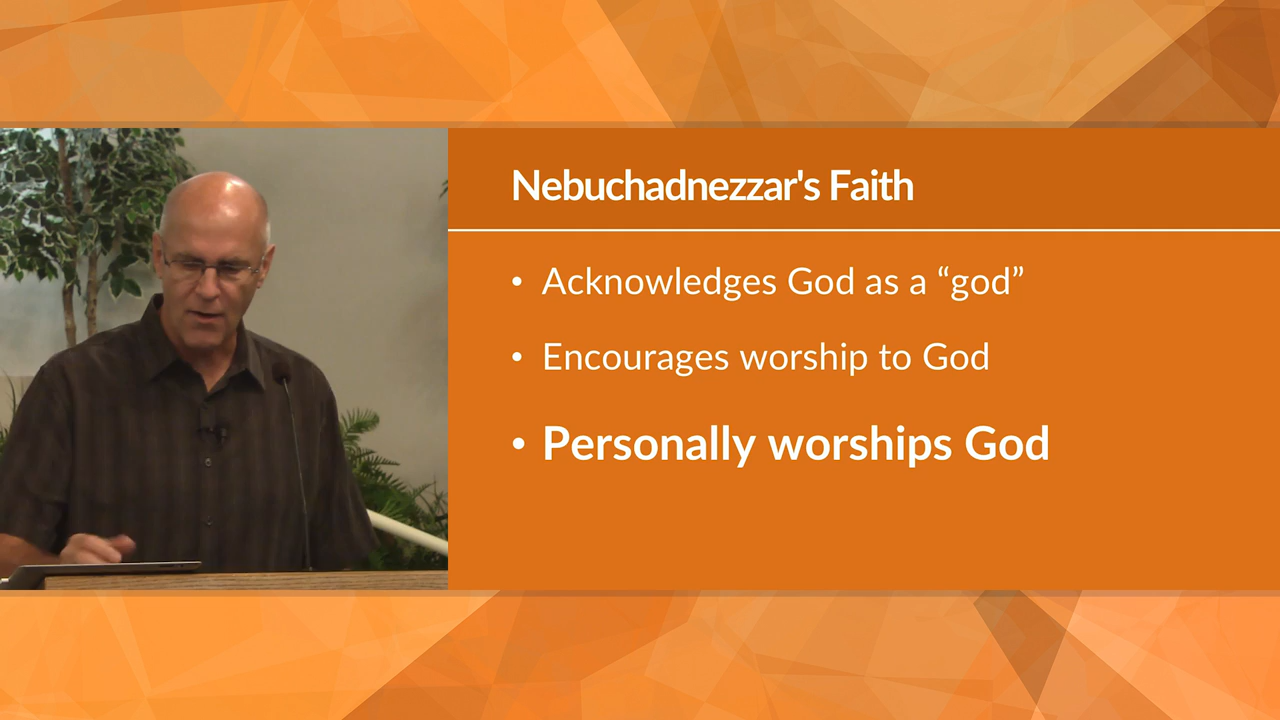 Nebuchadnezzar's Faith
• Acknowledges God as a “god”
• Encourages worship to God
• Personally worships God